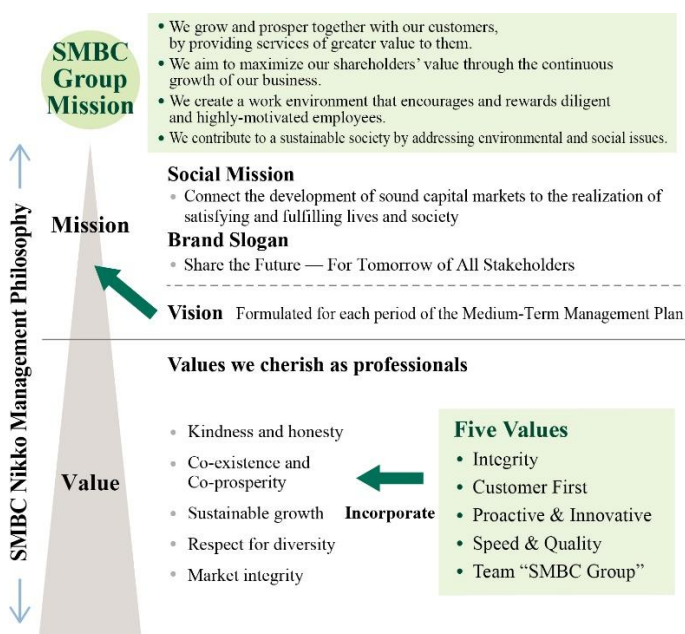 SMBC
Group
Mission
• We grow and prosper together with our customers,
by providing services of greater value to them.
• We aim to maximize our shareholders' value through the continuous
growth of our business.
• We create a work environment that encourages and rewards diligent
and highly-motivated employees.
• We contribute to a sustainable society by addressing environmental and social issues.
SMBC Nikko Management Philosophy
Mission
Social Mission
• Connect the development of sound capital markets to the realization of
satisfying and fulfilling lives and society
Brand Slogan
• Share the Future — For Tomorrow of All Stakeholders
Vision Formulated for each period of the Medium-Term Management Plan
Value
Values we cherish as professionals
• Kindness and honesty
• Co-existence and
Co-prosperity
• Sustainable growth
• Respect for diversity
• Market integrity
Incorporate
Five Values
• Integrity
• Customer First
• Proactive & Innovative
• Speed & Quality
• Team “SMBC Group”